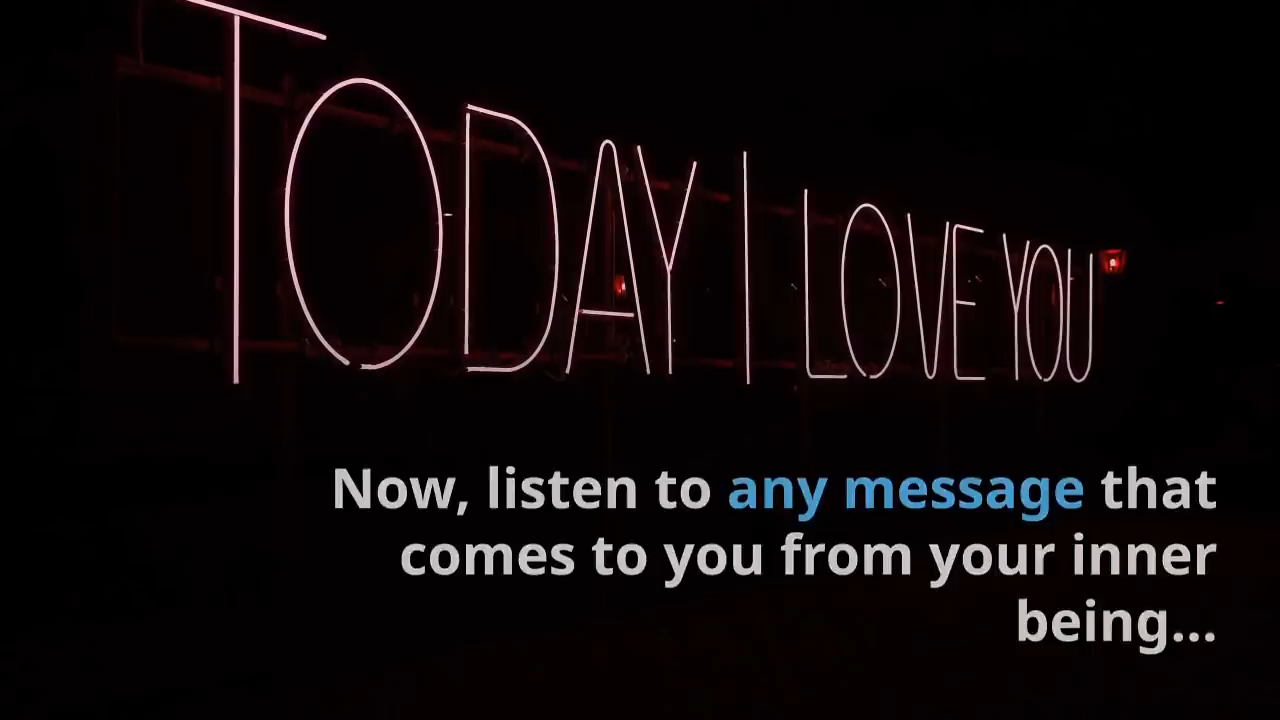 TODAY I LOVE YOU
Now, listen to any message that
comes to you from your inner
being...